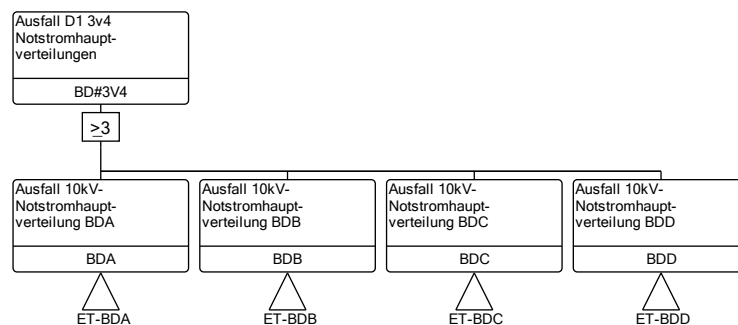 Ausfall D1 3v4
Notstromhaupt-
verteilungen
BD#3V4
≥3
Ausfall 10kV-
Notstromhaupt-
verteilung BDA
BDA
ET-BDA
Ausfall 10kV-
Notstromhaupt-
verteilung BDB
BDB
ET-BDB
Ausfall 10kV-
Notstromhaupt-
verteilung BDC
BDC
ET-BDC
Ausfall 10kV-
Notstromhaupt-
verteilung BDD
BDD
ET-BDD